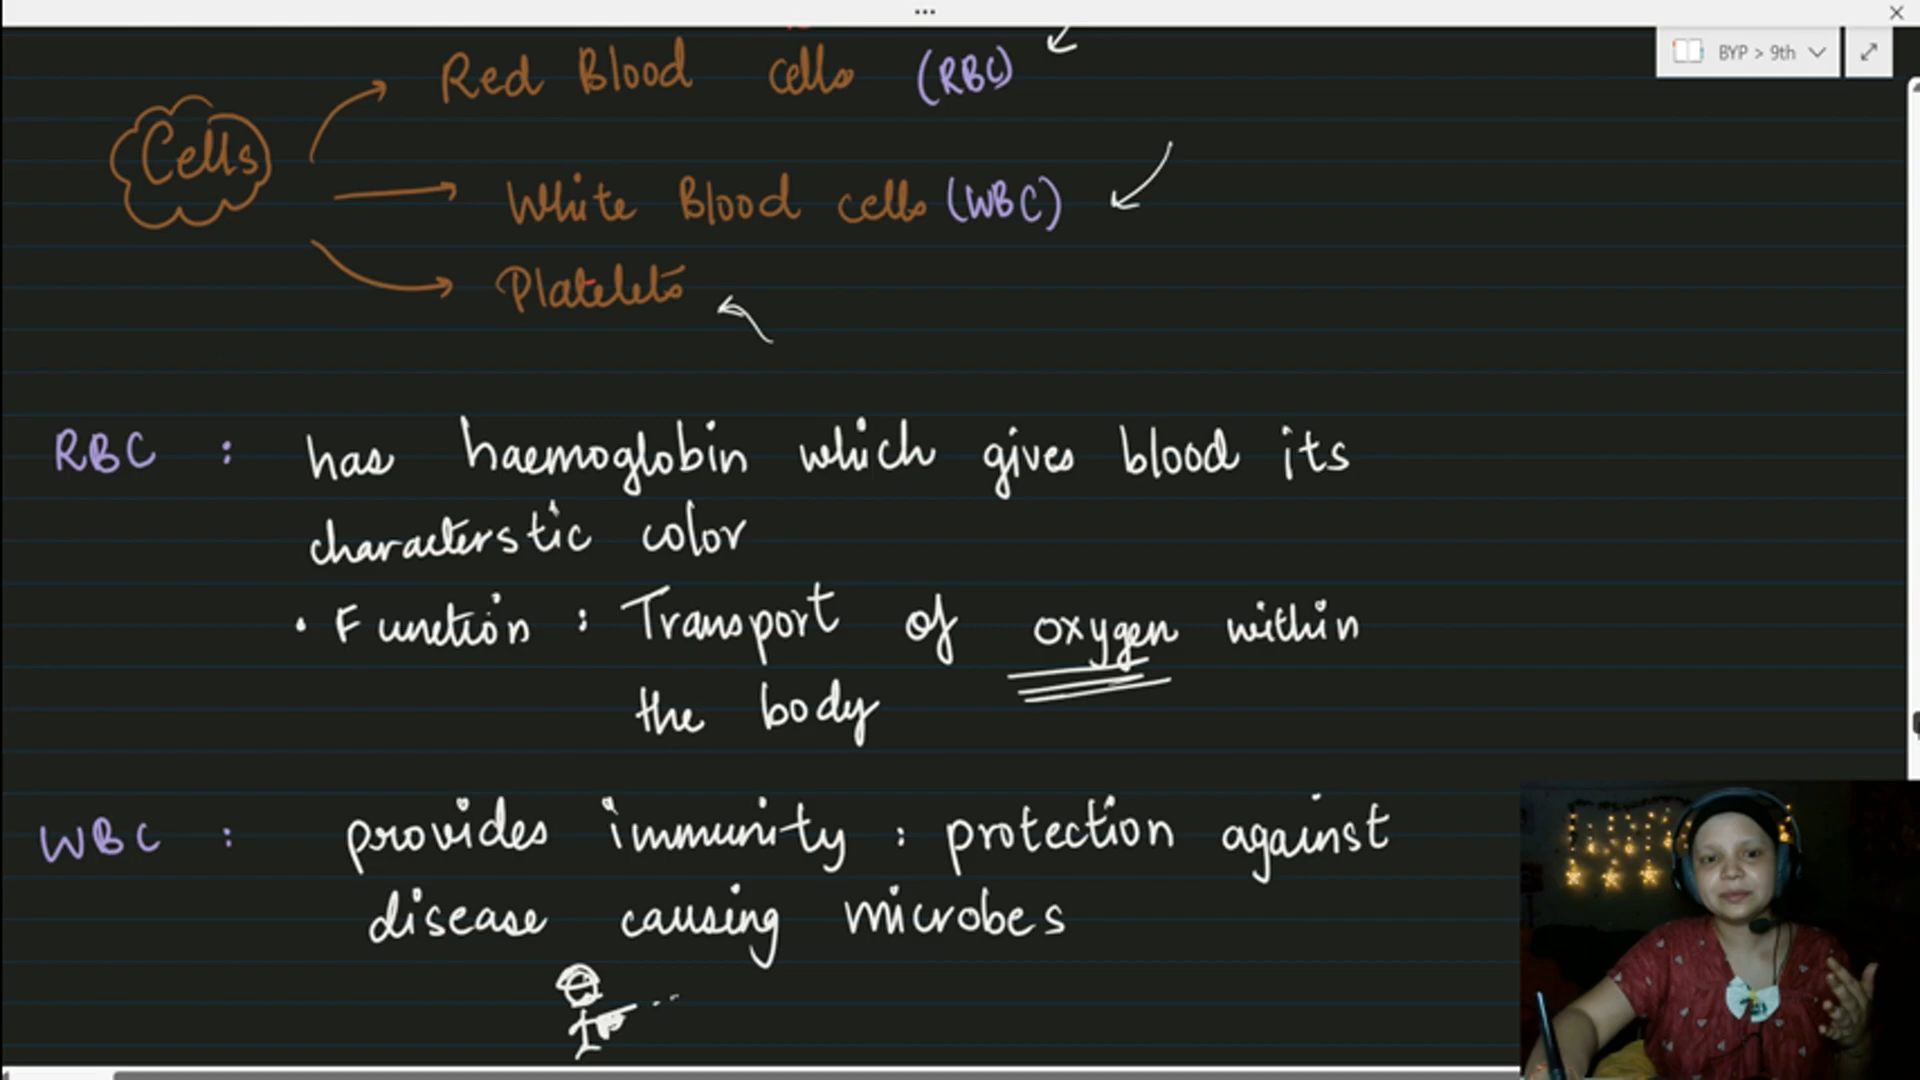 ...
BYP > 9th
Red Blood cells (RBC)
Cells
White Blood cells (WBC)
Platelets
RBC : has haemoglobin which gives blood its
characterstic color
• Function : Transport of oxygen within
the body
WBC : provides immunity : protection against
disease causing microbes